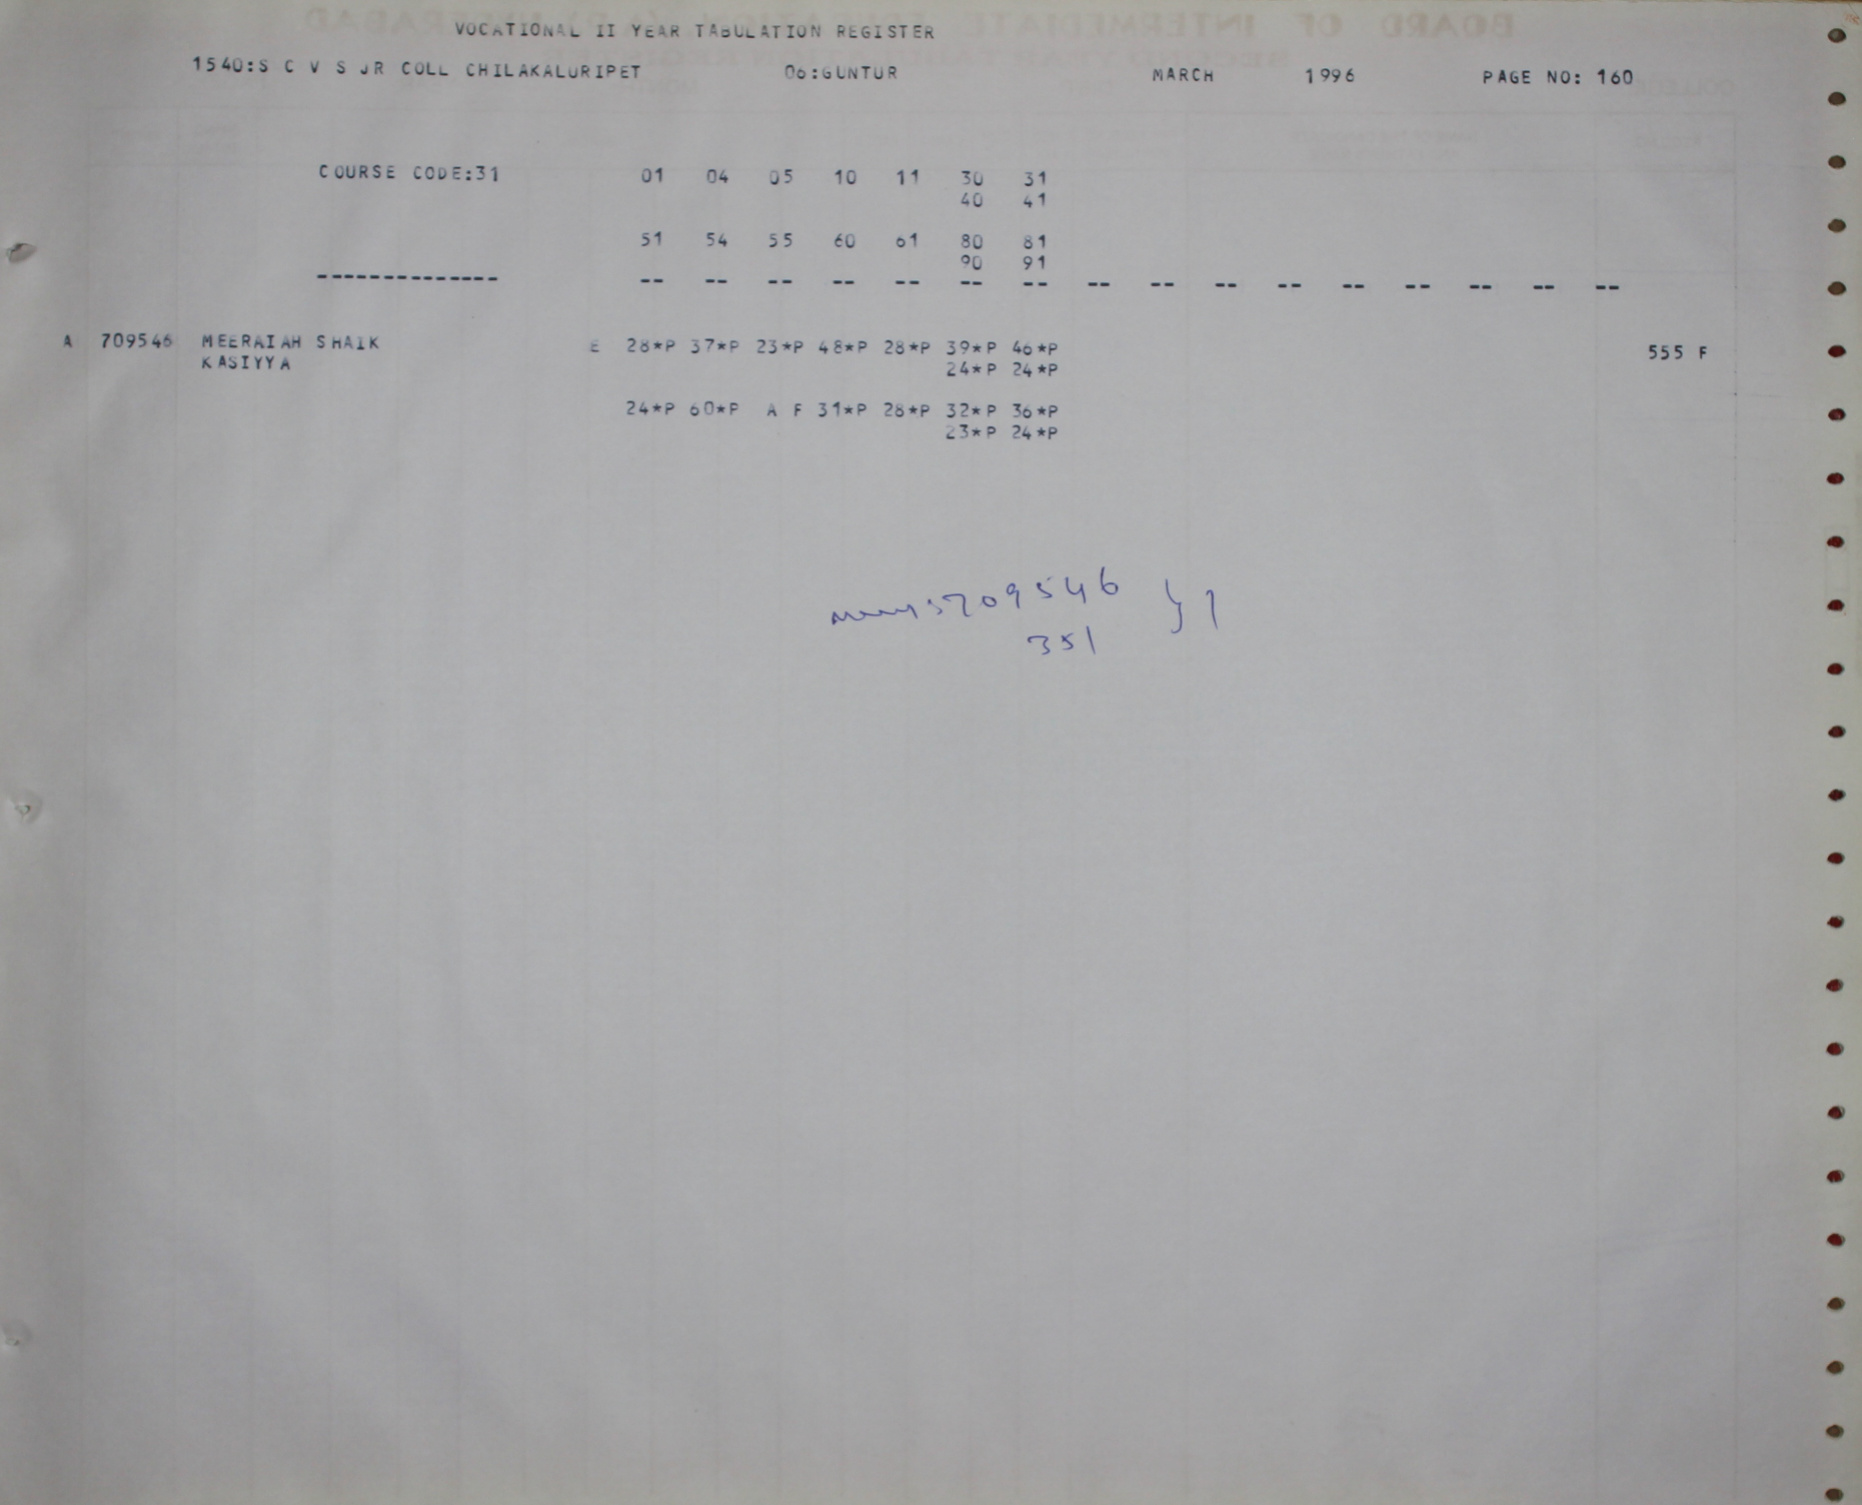 VOCATIONAL II YEAR TABULATION REGISTER
1540:S C V S JR COLL CHILAKALURIPET 06:GUNTUR MARCH 1996 PAGE NO: 160
COURSE CODE:31 01 04 05 10 11 30 31
40 41
51 54 55 60 61 80 81
90 91
-------------- -- -- -- -- -- -- -- -- -- -- -- -- -- -- -- --
A 709546 MEERAIAH SHAIK E 28*P 37*P 23*P 48*P 28*P 39*P 46*P 555 F
KASIYYA 24*P 24*P
24*P 60*P A F 31*P 28*P 32*P 36*P
23*P 24*P
709546
351